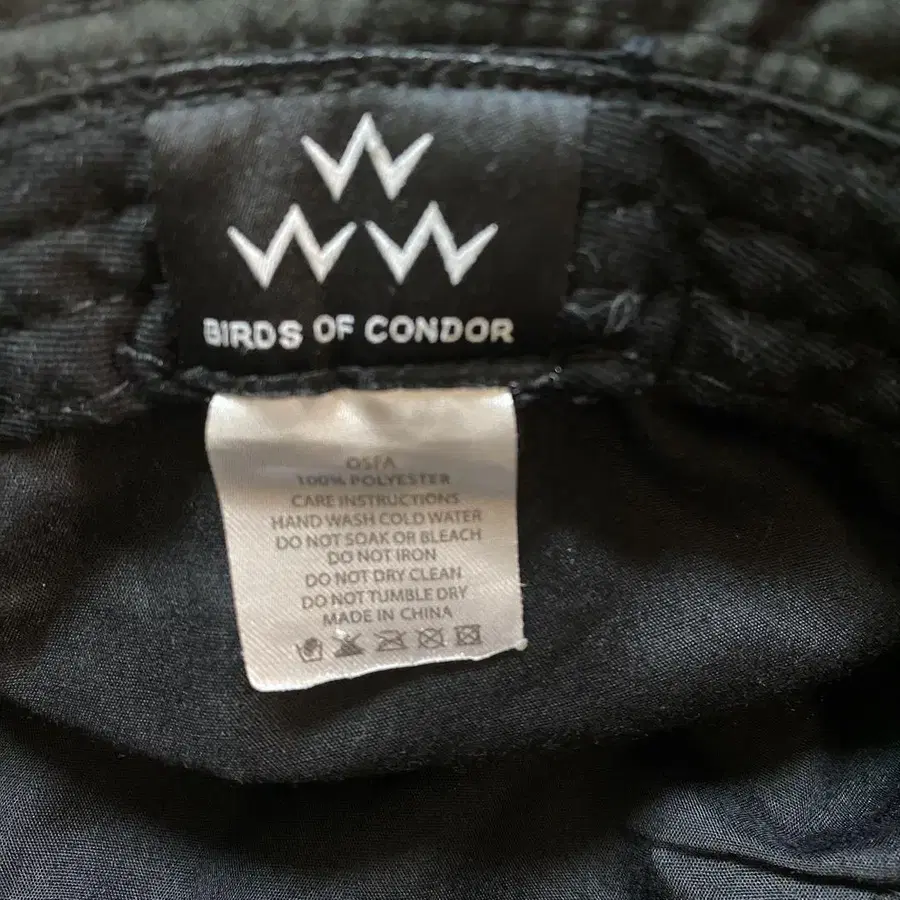 BIRDS OF CONDOR
OSFA
100% POLYESTER
CARE INSTRUCTIONS
HAND WASH COLD WATER
DO NOT SOAK OR BLEACH
DO NOT IRON
DO NOT DRY CLEAN
DO NOT TUMBLE DRY
MADE IN CHINA